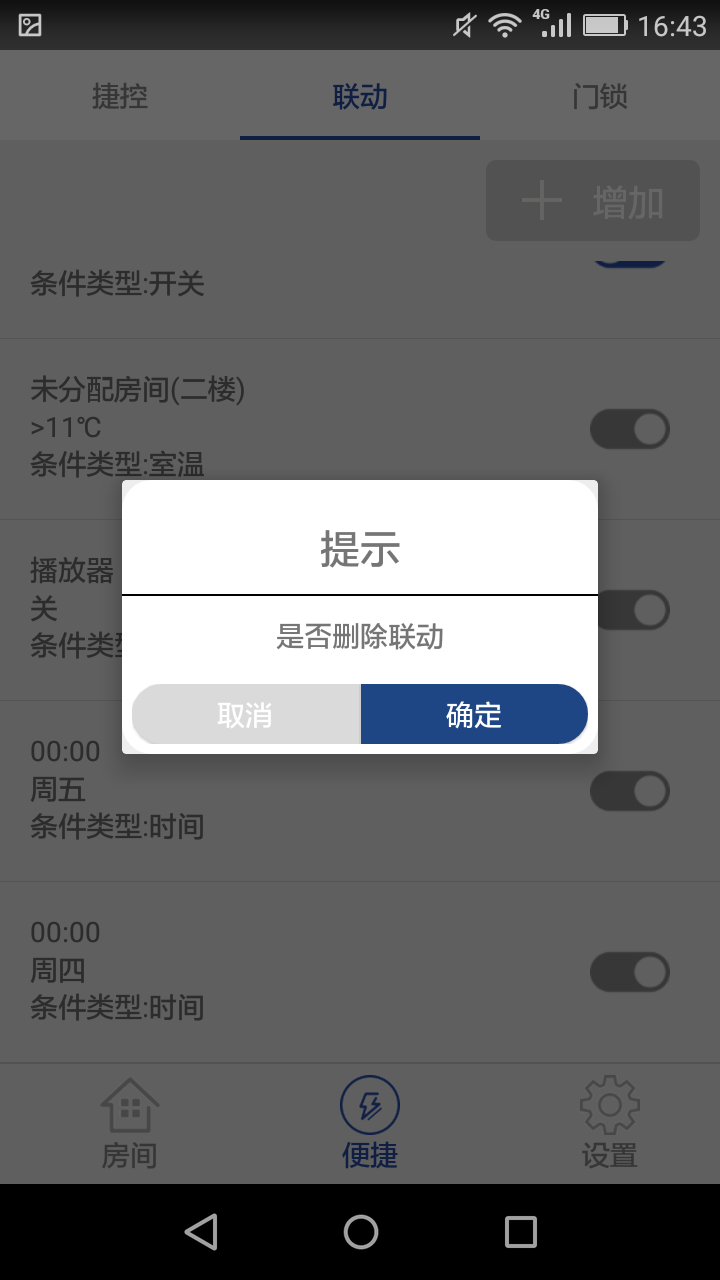 4G 16:43
捷控 联动 门锁
增加
条件类型:开关
未分配房间(二楼)
>11℃
条件类型:室温
提示
播放器
关
是否删除联动
条件类
取消 确定
00:00
周五
条件类型:时间
00:00
周四
条件类型:时间
房间 便捷 设置